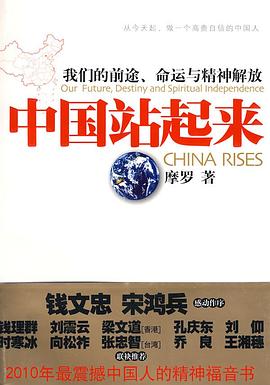 从今天起，做一个高贵自信的中国人
我们的前途、命运与精神解放
Our Future, Destiny and Spiritual Independence
中国站起来
CHINA RISES
摩罗 著
钱文忠 宋鸿兵 感动作序
钱理群 刘震云 梁文道[香港] 孔庆东 刘仰
时寒冰 向松祚 张忠智[台湾] 乔良 王湘穗
联袂推荐
2010年最震撼中国人的精神福音书